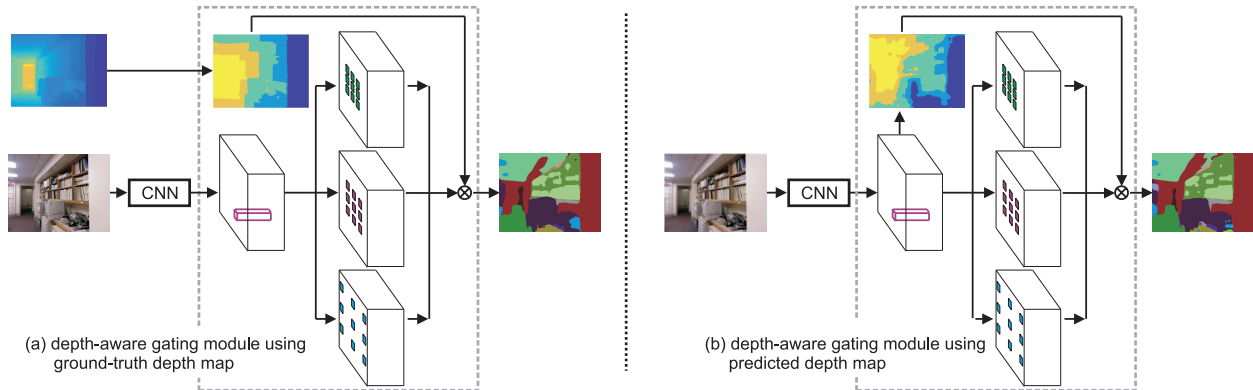 CNN
(a) depth-aware gating module using
ground-truth depth map
CNN
(b) depth-aware gating module using
predicted depth map